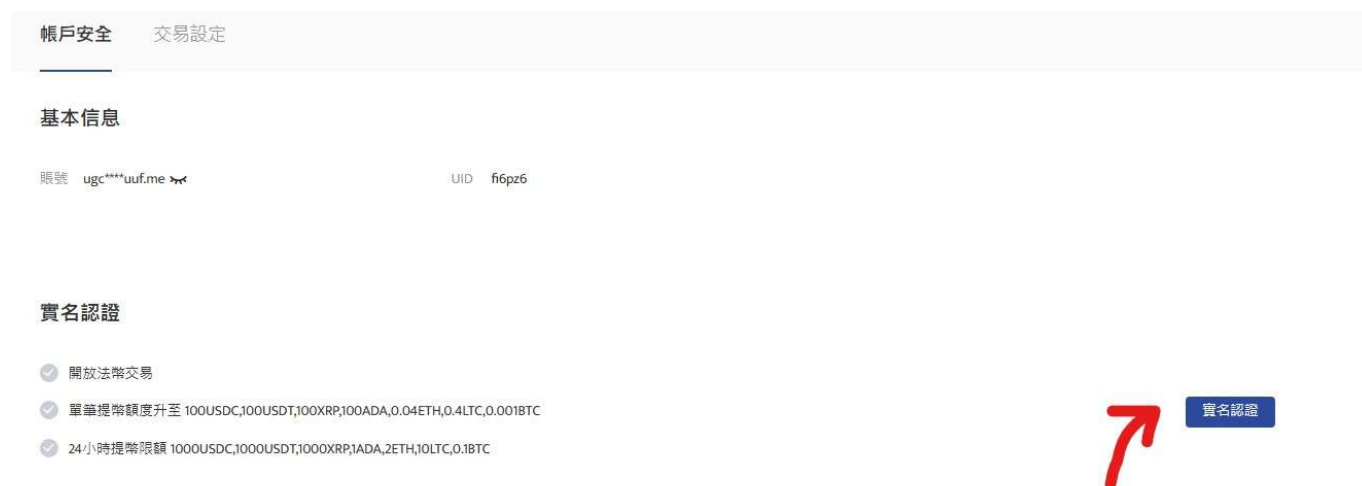 帳戶安全 交易設定
基本信息
賬號 ugc****uuf.me UID fi6pz6
實名認證
開放法幣交易
單筆提幣額度升至 100USDC,100USDT,100XRP,100ADA,0.04ETH,0.4LTC,0.001BTC
實名認證
24小時提幣限額 1000USDC,1000USDT,1000XRP,1ADA,2ETH,10LTC,0.1BTC